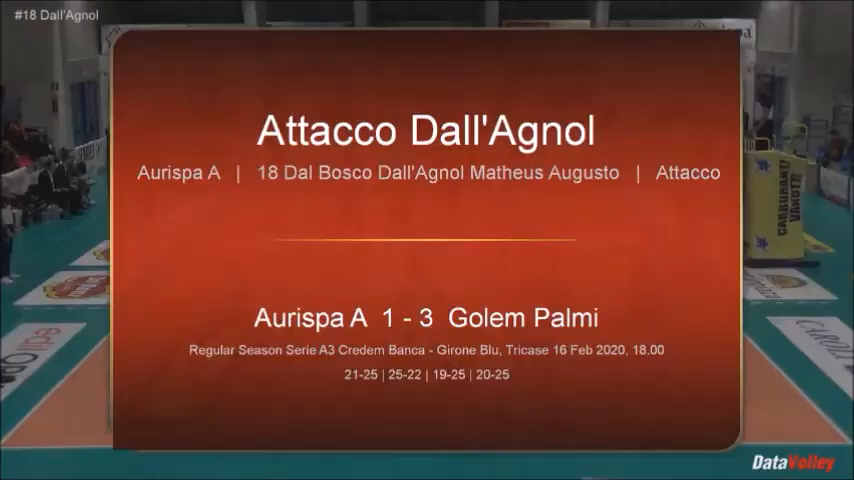 #18 Dall'Agnol
Attacco Dall'Agnol
Aurispa A | 18 Dal Bosco Dall'Agnol Matheus Augusto | Attacco
Aurispa A 1 - 3 Golem Palmi
Regular Season Serie A3 Credem Banca - Girone Blu, Tricase 16 Feb 2020, 18.00
21-25 | 25-22 | 19-25 | 20-25
CARBURANTI
VANOTTI
CAROLI
DataVolley